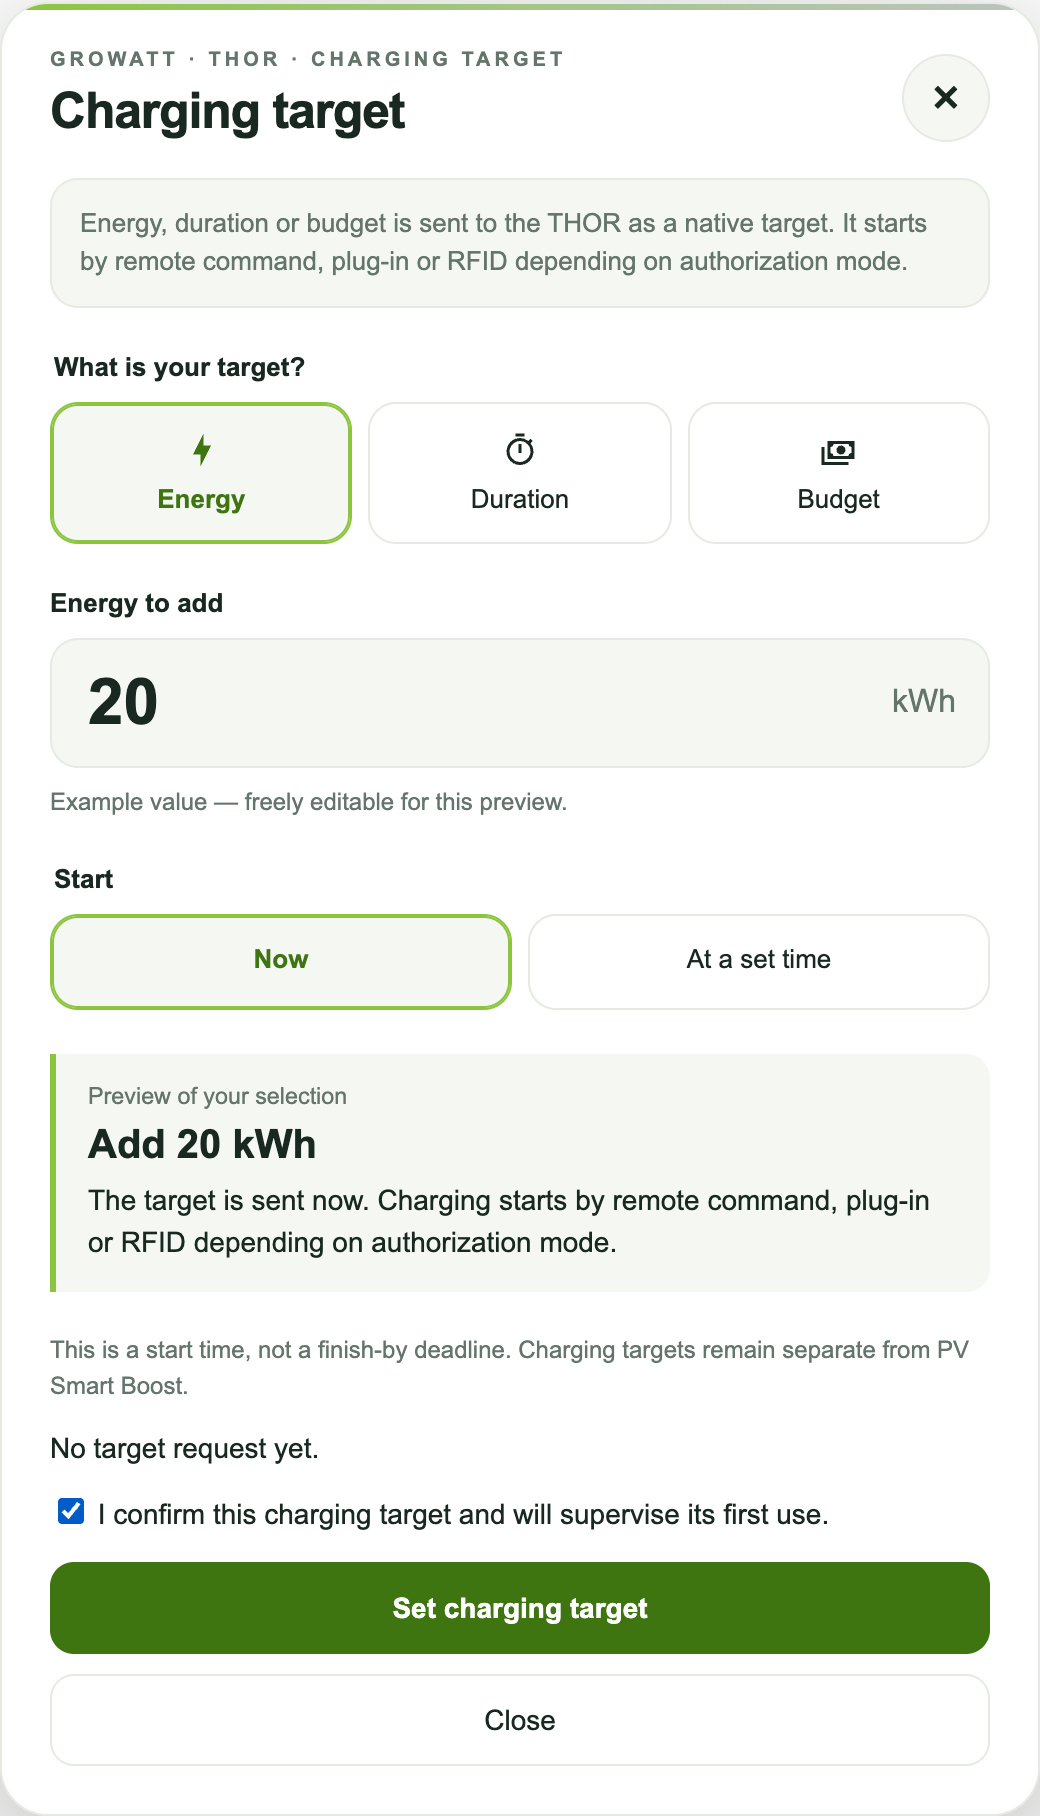 GROWATT · THOR · CHARGING TARGET
Charging target
Energy, duration or budget is sent to the THOR as a native target. It starts
by remote command, plug-in or RFID depending on authorization mode.
What is your target?
Energy
Duration
Budget
Energy to add
20
kWh
Example value — freely editable for this preview.
Start
Now
At a set time
Preview of your selection
Add 20 kWh
The target is sent now. Charging starts by remote command, plug-in
or RFID depending on authorization mode.
This is a start time, not a finish-by deadline. Charging targets remain separate from PV
Smart Boost.
No target request yet.
I confirm this charging target and will supervise its first use.
Set charging target
Close